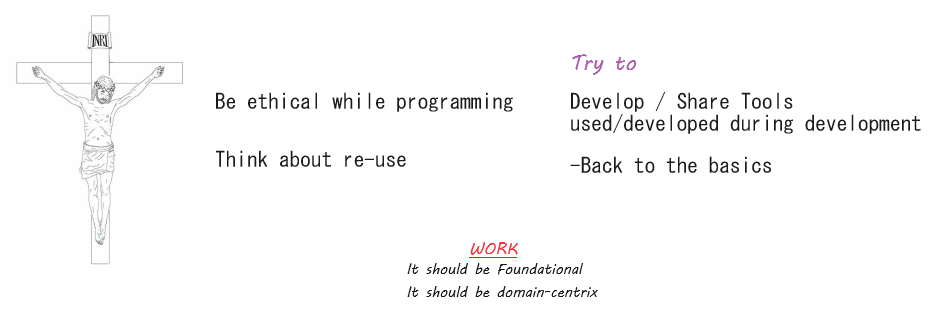 INRI
Be ethical while programming
Think about re-use
Try to
Develop / Share Tools
used/developed during development
-Back to the basics
WORK
It should be Foundational
It should be domain-centrix